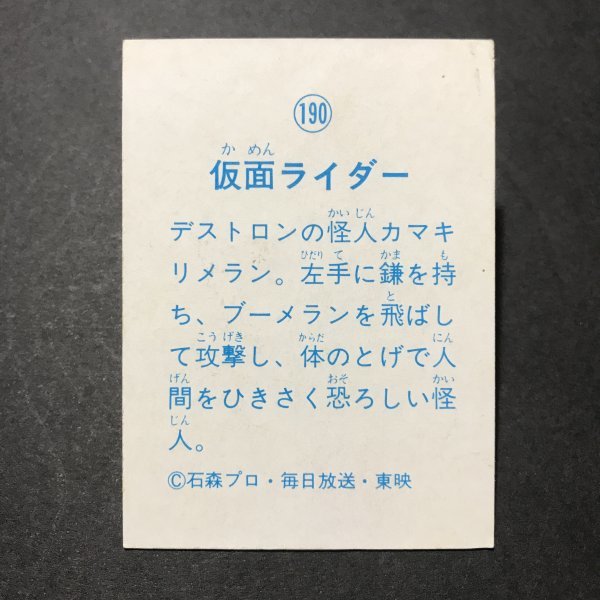 190
かめん
仮面ライダー
かいじん
デストロンの怪人カマキ
ひだりて かま も
リメラン。左手に鎌を持
と
ち、ブーメランを飛ばし
こうげき からだ にん
て攻撃し、体のとげで人
げん おそ かい
間をひきさく恐ろしい怪
じん
人。
©石森プロ・毎日放送・東映